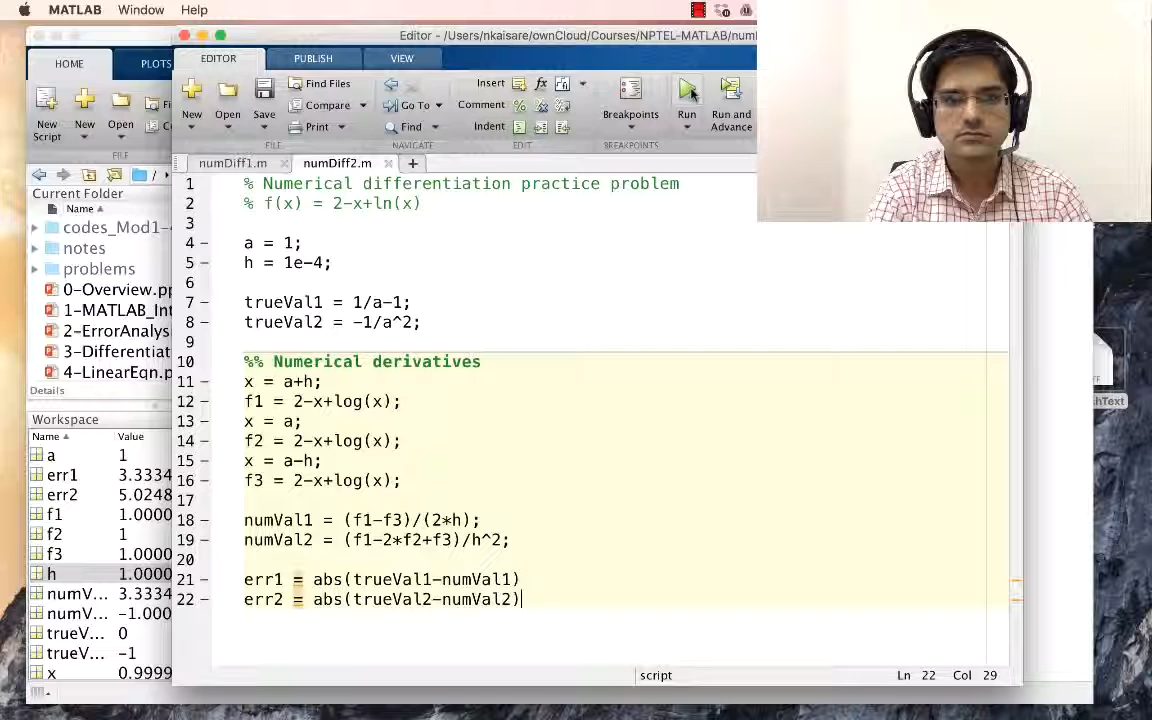 MATLAB Window Help
Editor - /Users/nkaisare/ownCloud/Courses/NPTEL-MATLAB/numl
HOME PLOTS
EDITOR PUBLISH VIEW
New Script New Open
FILE
New Open Save
Find Files
Compare
Print
FILE
Go To
Find
NAVIGATE
Insert
Comment
Indent
EDIT
Breakpoints
BREAKPOINTS
Run
Run and Advance
Current Folder
Name
codes_Mod1-
notes
problems
0-Overview.pp
1-MATLAB_Int
2-ErrorAnalys
3-Differentiat
4-LinearEqn.p
Details
Workspace
Name Value
a 1
err1 3.3334
err2 5.0248
f1 1.0000
f2 1
f3 1.0000
h 1.0000
numV... 3.3334
numV... -1.000
trueV... 0
trueV... -1
x 0.9999
numDiff1.m numDiff2.m
1 % Numerical differentiation practice problem
2 % f(x) = 2-x+ln(x)
3
4 a = 1;
5 h = 1e-4;
6
7 trueVal1 = 1/a-1;
8 trueVal2 = -1/a^2;
9
10 %% Numerical derivatives
11 x = a+h;
12 f1 = 2-x+log(x);
13 x = a;
14 f2 = 2-x+log(x);
15 x = a-h;
16 f3 = 2-x+log(x);
17
18 numVal1 = (f1-f3)/(2*h);
19 numVal2 = (f1-2*f2+f3)/h^2;
20
21 err1 = abs(trueVal1-numVal1)
22 err2 = abs(trueVal2-numVal2)
script Ln 22 Col 29
hText